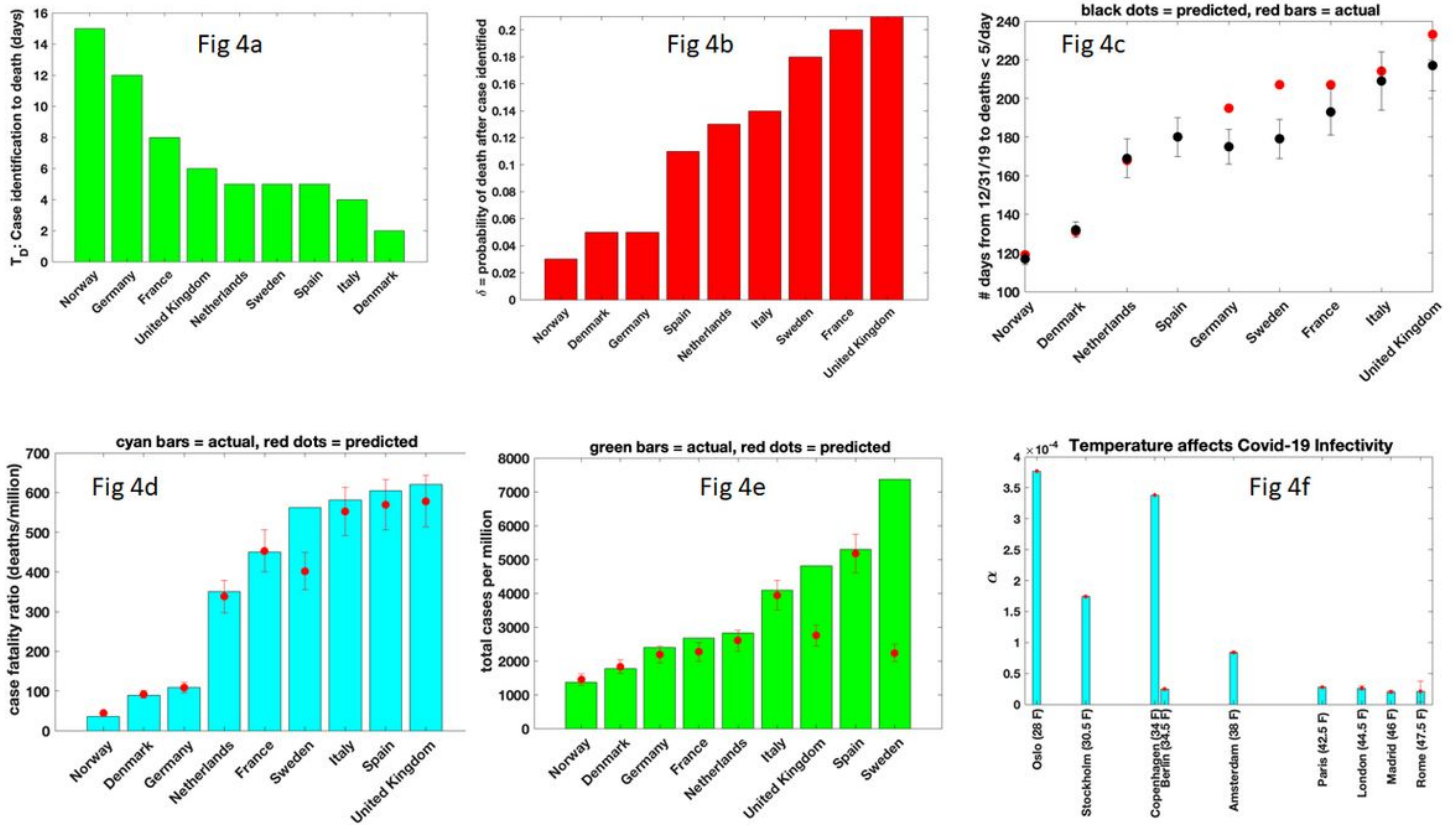 Fig 4a
T_D: Case identification to death (days)
16
14
12
10
8
6
4
2
0
Norway
Germany
France
United Kingdom
Netherlands
Sweden
Spain
Italy
Denmark
Fig 4b
δ = probability of death after case identified
0.2
0.18
0.16
0.14
0.12
0.1
0.08
0.06
0.04
0.02
0
Norway
Denmark
Germany
Spain
Netherlands
Italy
Sweden
France
United Kingdom
black dots = predicted, red bars = actual
Fig 4c
# days from 12/31/19 to deaths < 5/day
240
220
200
180
160
140
120
100
Norway
Denmark
Netherlands
Spain
Germany
Sweden
France
Italy
United Kingdom
cyan bars = actual, red dots = predicted
Fig 4d
case fatality ratio (deaths/million)
700
600
500
400
300
200
100
0
Norway
Denmark
Germany
Netherlands
France
Sweden
Italy
Spain
United Kingdom
green bars = actual, red dots = predicted
Fig 4e
total cases per million
8000
7000
6000
5000
4000
3000
2000
1000
0
Norway
Denmark
Germany
France
Netherlands
Italy
United Kingdom
Spain
Sweden
Temperature affects Covid-19 Infectivity
×10⁻⁴
Fig 4f
α
4
3.5
3
2.5
2
1.5
1
0.5
0
Oslo (28 F)
Stockholm (30.5 F)
Copenhagen (34 F)
Berlin (34.5 F)
Amsterdam (38 F)
Paris (42.5 F)
London (44.5 F)
Madrid (46 F)
Rome (47.5 F)